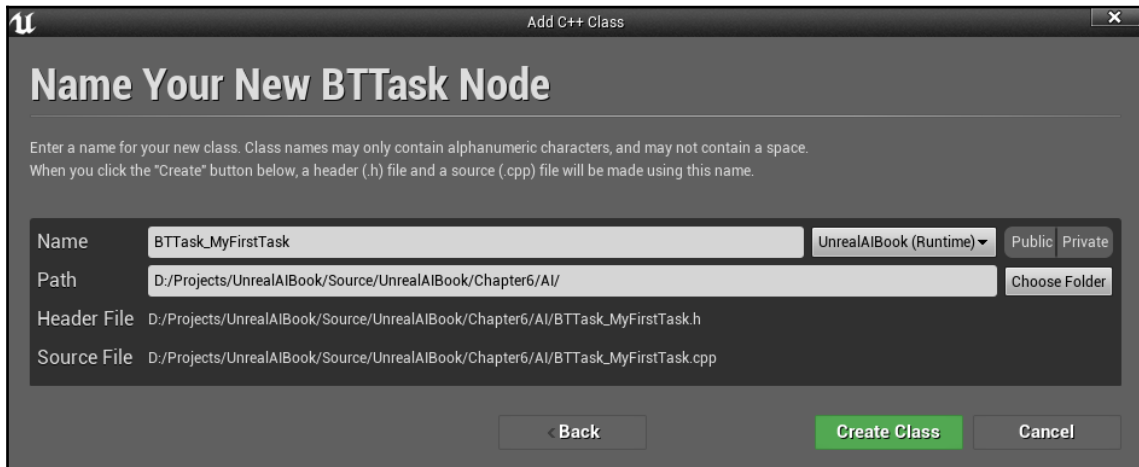 Add C++ Class
Name Your New BTTask Node
Enter a name for your new class. Class names may only contain alphanumeric characters, and may not contain a space.
When you click the "Create" button below, a header (.h) file and a source (.cpp) file will be made using this name.
Name BTTask_MyFirstTask UnrealAIBook (Runtime) Public Private
Path D:/Projects/UnrealAIBook/Source/UnrealAIBook/Chapter6/AI/ Choose Folder
Header File D:/Projects/UnrealAIBook/Source/UnrealAIBook/Chapter6/AI/BTTask_MyFirstTask.h
Source File D:/Projects/UnrealAIBook/Source/UnrealAIBook/Chapter6/AI/BTTask_MyFirstTask.cpp
Back Create Class Cancel